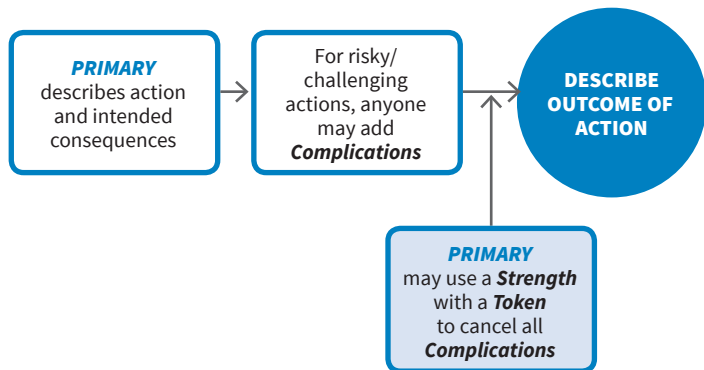 PRIMARY
describes action
and intended
consequences
For risky/
challenging
actions, anyone
may add
Complications
DESCRIBE
OUTCOME OF
ACTION
PRIMARY
may use a Strength
with a Token
to cancel all
Complications